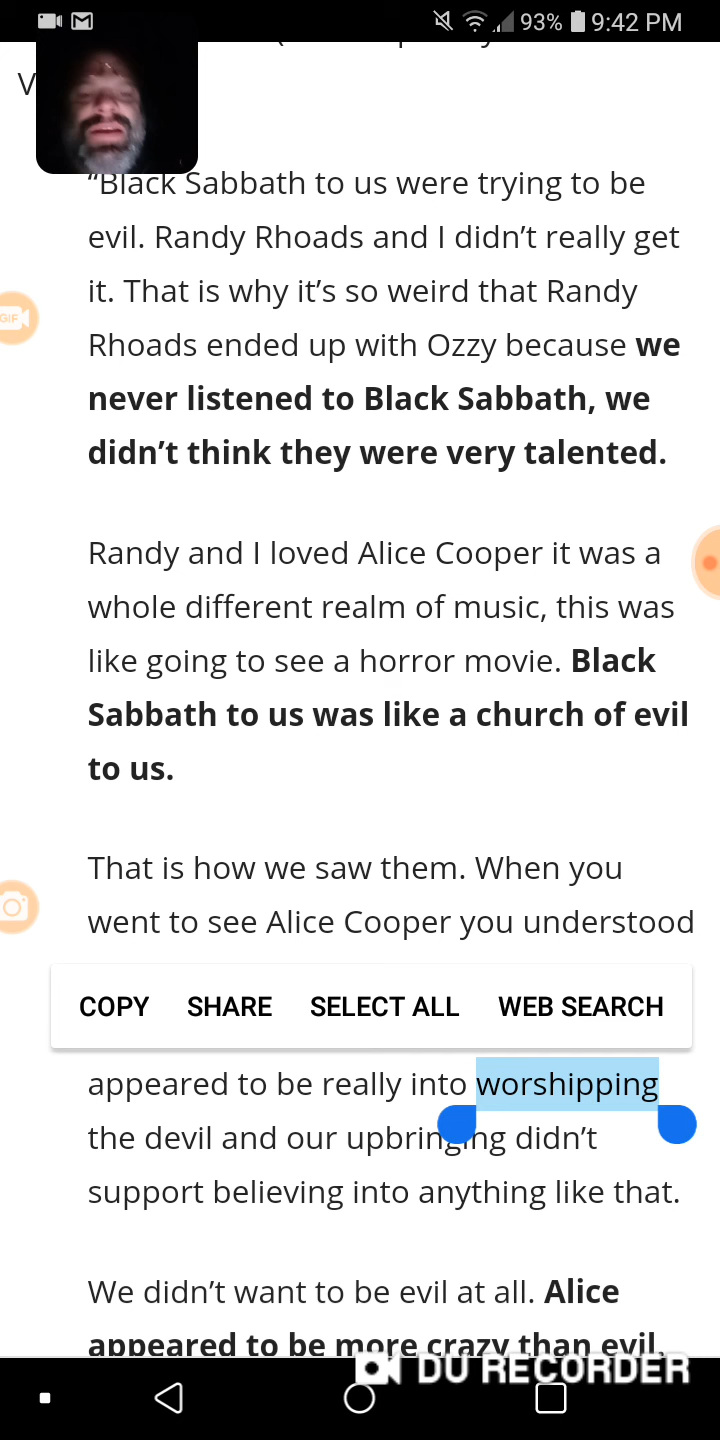 93% 9:42 PM
V
“Black Sabbath to us were trying to be
evil. Randy Rhoads and I didn’t really get
it. That is why it’s so weird that Randy
Rhoads ended up with Ozzy because we
never listened to Black Sabbath, we
didn’t think they were very talented.
Randy and I loved Alice Cooper it was a
whole different realm of music, this was
like going to see a horror movie. Black
Sabbath to us was like a church of evil
to us.
That is how we saw them. When you
went to see Alice Cooper you understood
COPY SHARE SELECT ALL WEB SEARCH
appeared to be really into worshipping
the devil and our upbringing didn’t
support believing into anything like that.
We didn’t want to be evil at all. Alice
appeared to be more crazy than evil.
DU RECORDER
GIF